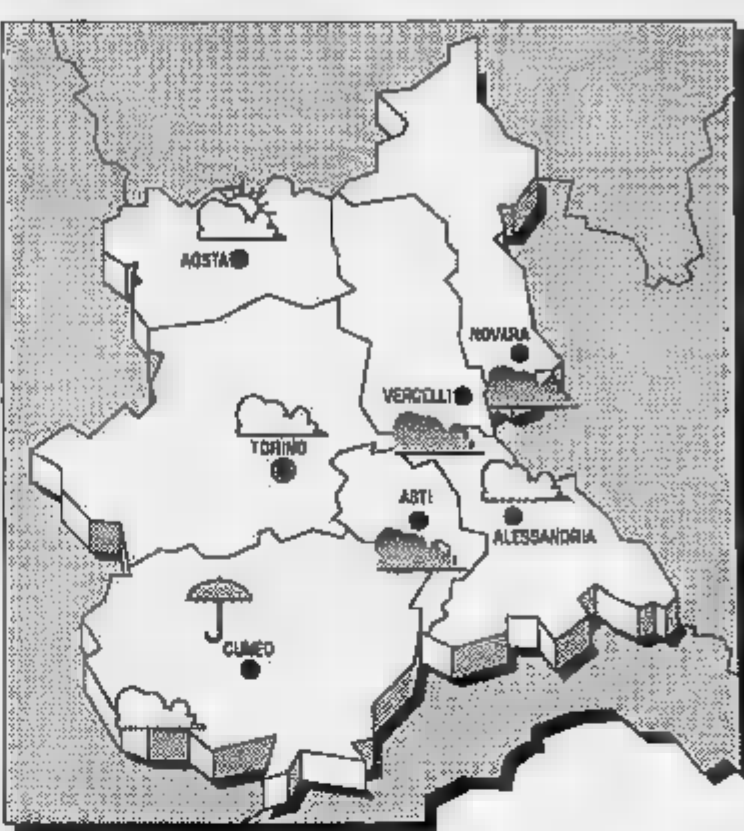 AOSTA
NOVARA
VERCELLI
TORINO
ASTI
ALESSANDRIA
CUNEO